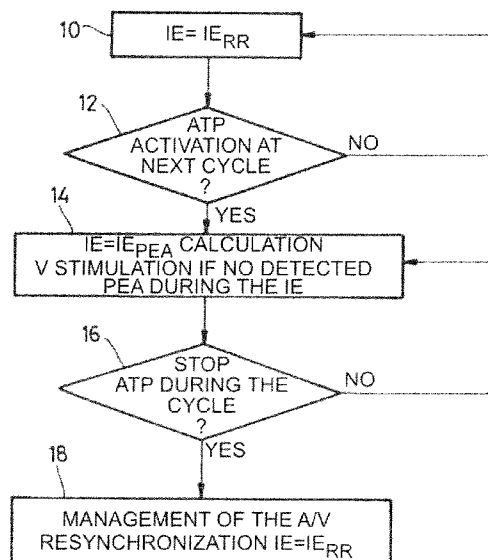 10
IE= IE_RR
12
ATP
ACTIVATION AT
NEXT CYCLE
?
NO
YES
14
IE=IE_PEA CALCULATION
V STIMULATION IF NO DETECTED
PEA DURING THE IE
16
STOP
ATP DURING THE
CYCLE
?
NO
YES
18
MANAGEMENT OF THE A/V
RESYNCHRONIZATION IE=IE_RR